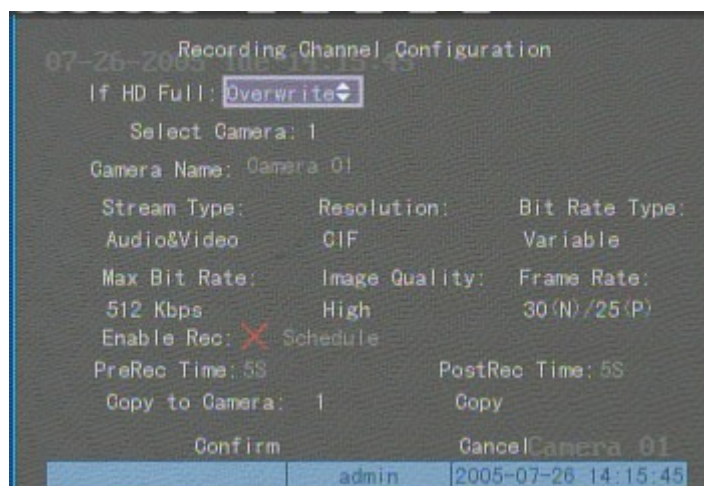 Recording Channel Configuration
07-26-2005 Tue 14:15:45
If HD Full: Overwrite
Select Camera: 1
Camera Name: Camera 01
Stream Type: Resolution: Bit Rate Type:
Audio&Video CIF Variable
Max Bit Rate: Image Quality: Frame Rate:
512 Kbps High 30(N)/25(P)
Enable Rec: Schedule
PreRec Time: 5S PostRec Time: 5S
Copy to Camera: 1 Copy
Confirm Cancel Camera 01
admin 2005-07-26 14:15:45